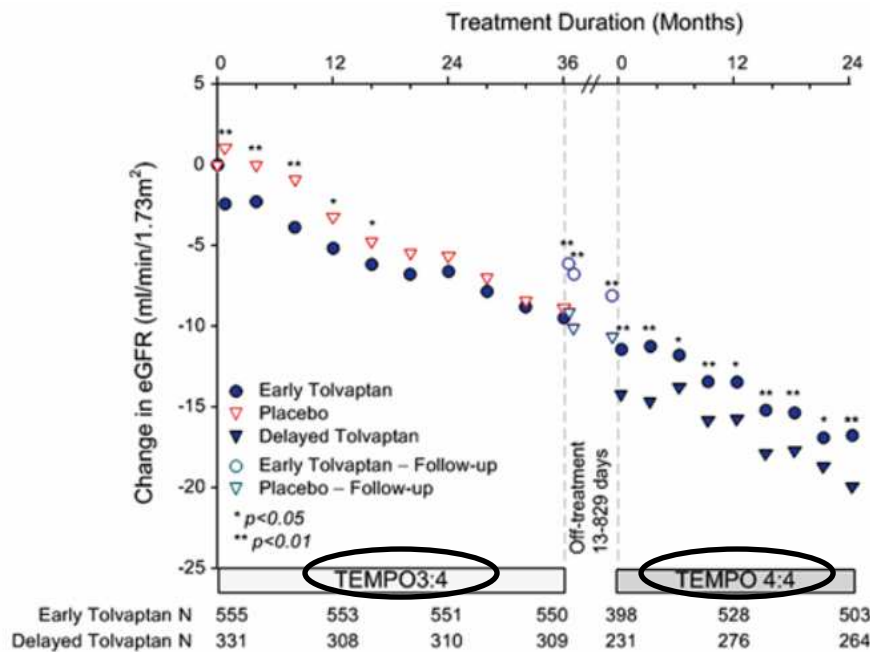 Treatment Duration (Months)
0 12 24 36 0 12 24
5
0
-5
-10
-15
-20
-25
Change in eGFR (ml/min/1.73m²)
** ** ** * *
** ** **
** ** * ** * ** ** * **
Early Tolvaptan
Placebo
Delayed Tolvaptan
Early Tolvaptan – Follow-up
Placebo – Follow-up
* p<0.05
** p<0.01
Off-treatment
13-829 days
TEMPO3:4 TEMPO 4:4
Early Tolvaptan N 555 553 551 550 398 528 503
Delayed Tolvaptan N 331 308 310 309 231 276 264